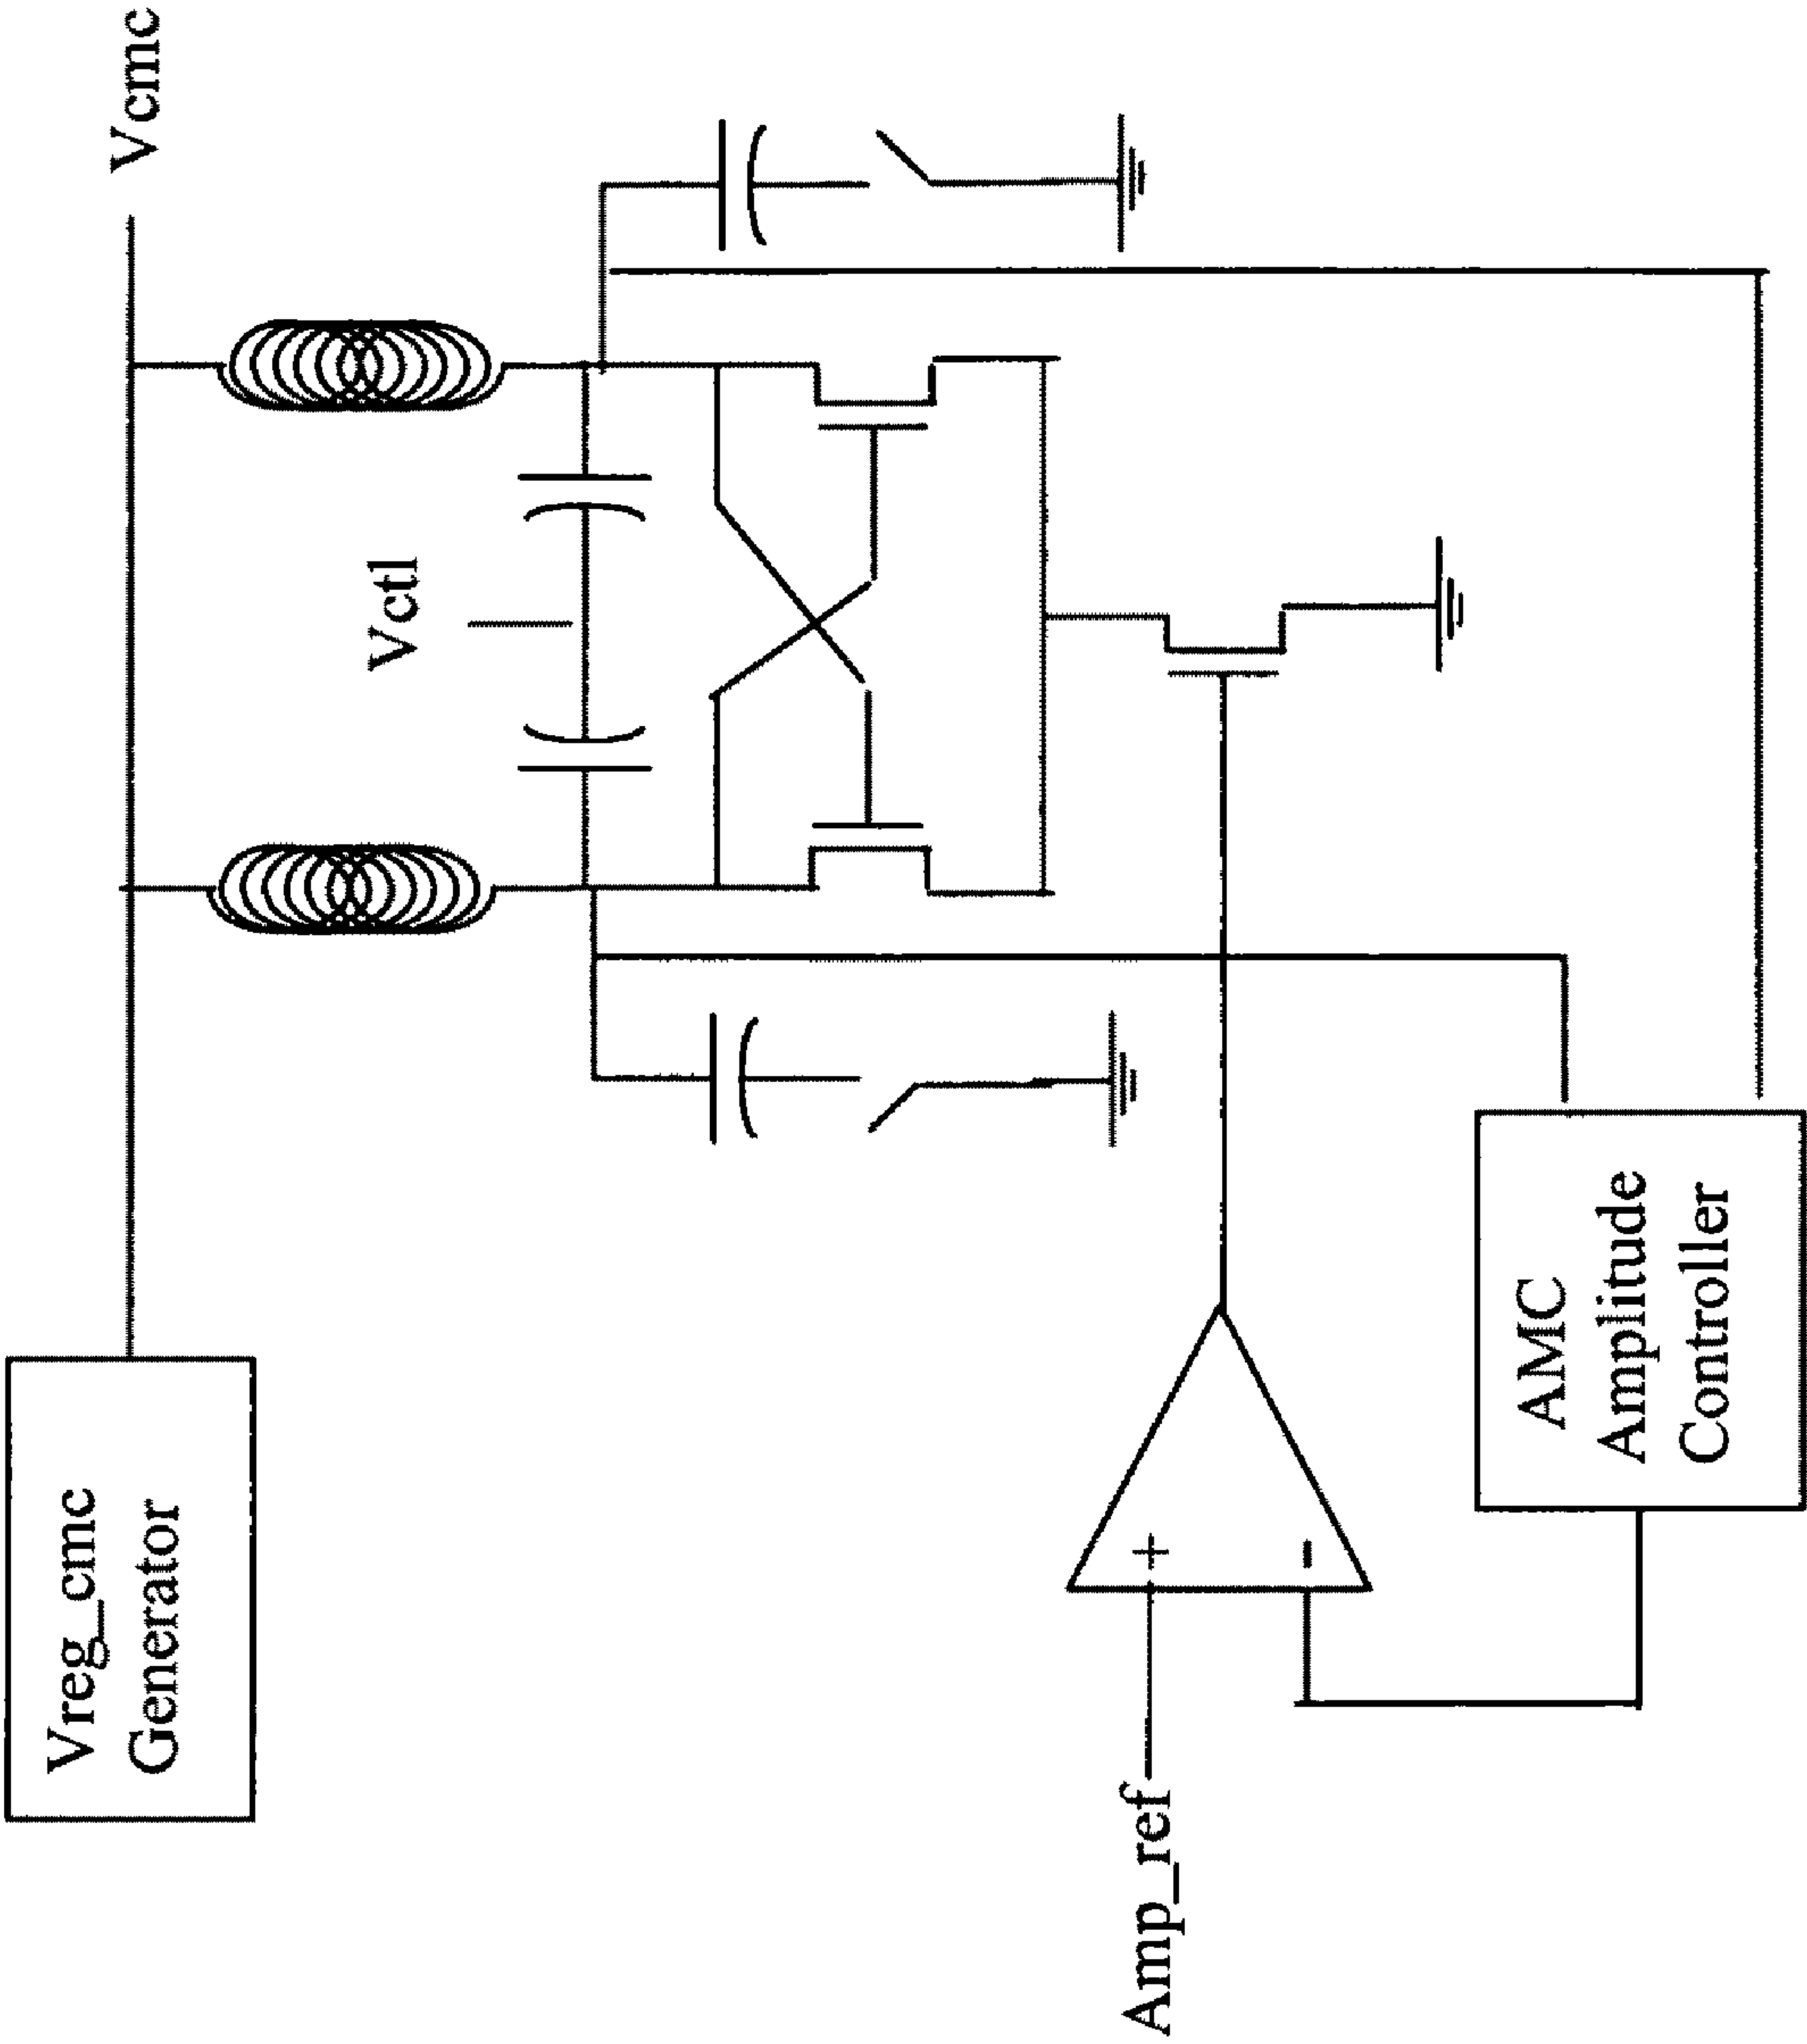 Vreg_cmc
Generator
Vcmc
Vctl
Amp_ref
+
-
AMC
Amplitude
Controller